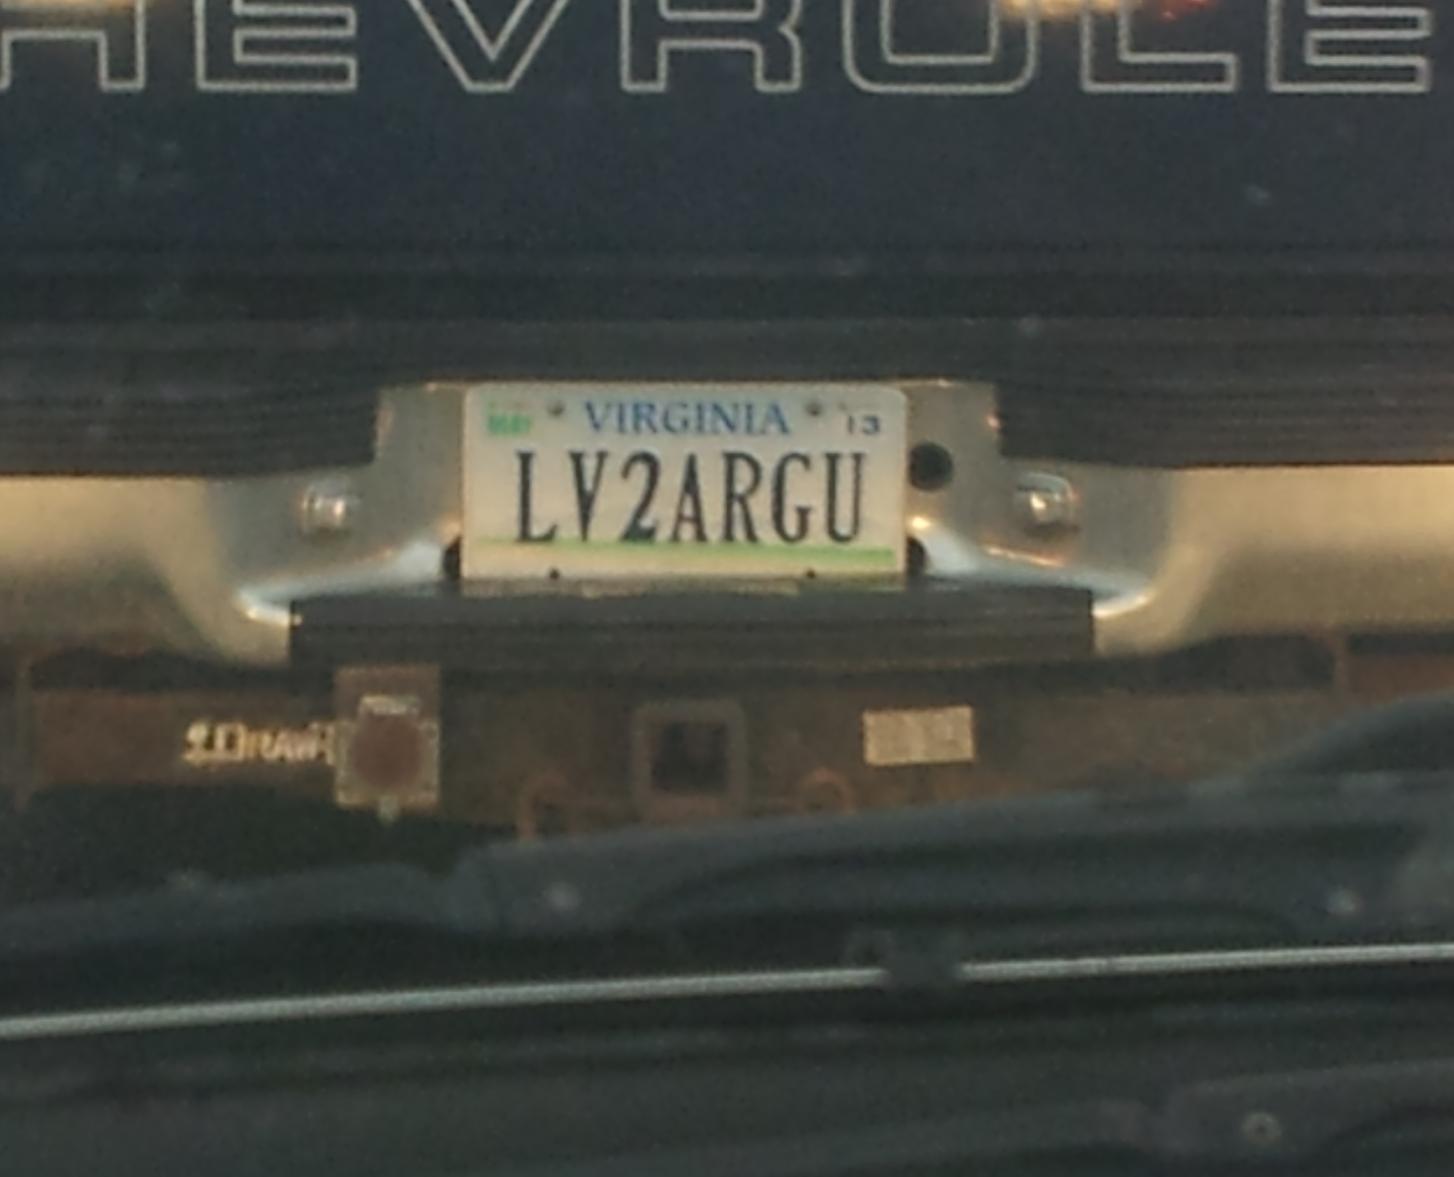 HEVROLE
VIRGINIA
13
LV2ARGU